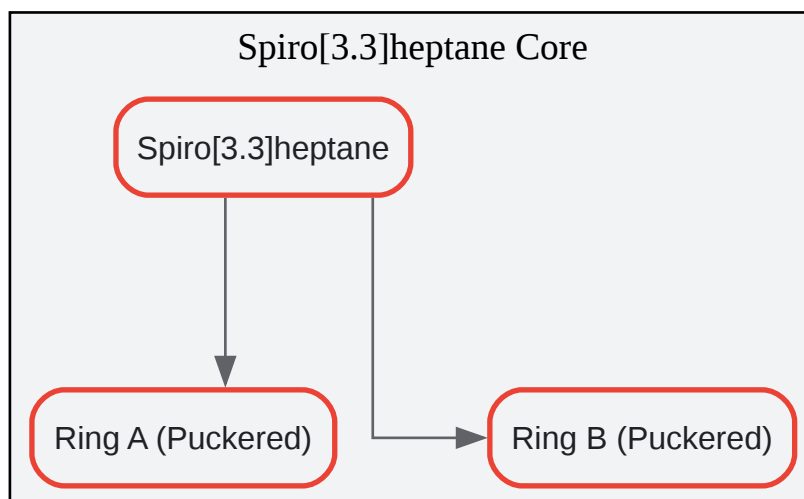 Spiro[3.3]heptane Core
Spiro[3.3]heptane
Ring A (Puckered)
Ring B (Puckered)